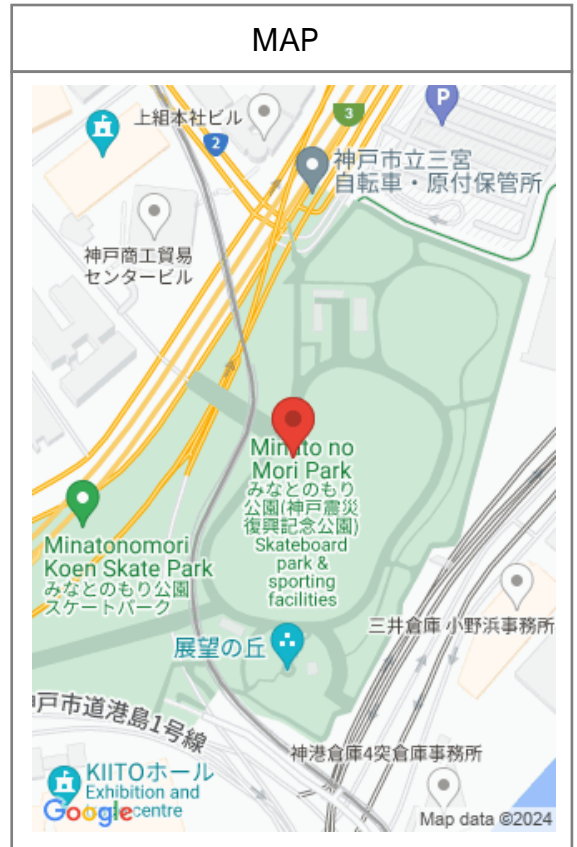 MAP
上組本社ビル
3
P
2
神戸市立三宮
自転車・原付保管所
神戸商工貿易
センタービル
Minato no
Mori Park
みなとのもり
公園(神戸震災
復興記念公園)
Skateboard
park &
sporting
facilities
Minatonomori
Koen Skate Park
みなとのもり公園
スケートパーク
三井倉庫 小野浜事務所
展望の丘
戸市道港島1号線
神港倉庫4突倉庫事務所
KIITOホール
Exhibition and
centre
Google
Map data ©2024